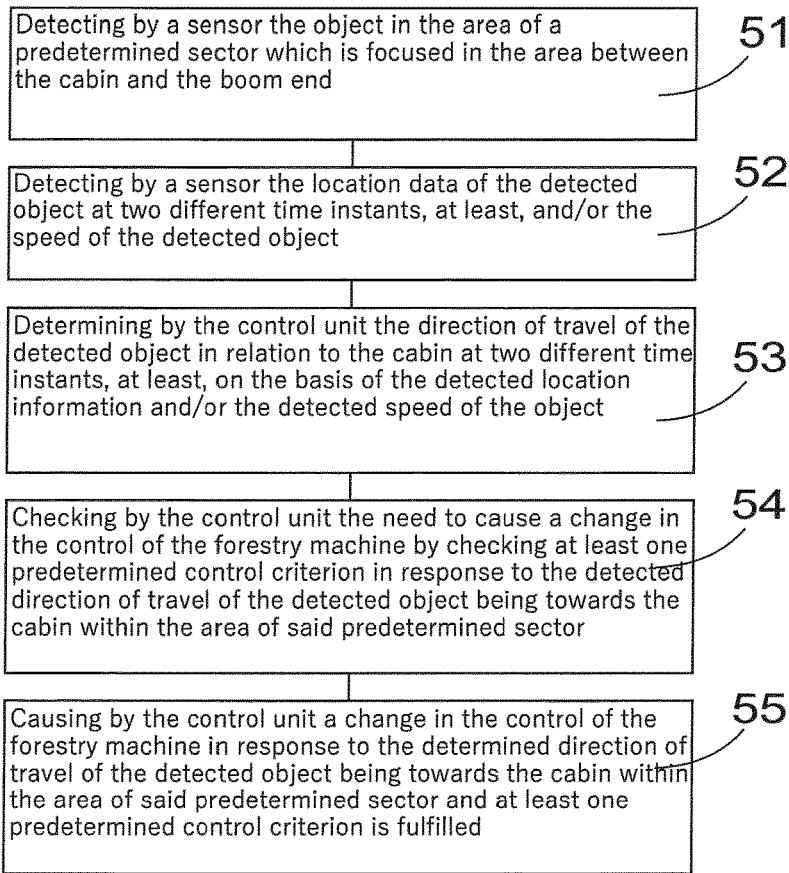 Detecting by a sensor the object in the area of a
predetermined sector which is focused in the area between
the cabin and the boom end
51
Detecting by a sensor the location data of the detected
object at two different time instants, at least, and/or the
speed of the detected object
52
Determining by the control unit the direction of travel of the
detected object in relation to the cabin at two different time
instants, at least, on the basis of the detected location
information and/or the detected speed of the object
53
Checking by the control unit the need to cause a change in
the control of the forestry machine by checking at least one
predetermined control criterion in response to the detected
direction of travel of the detected object being towards the
cabin within the area of said predetermined sector
54
Causing by the control unit a change in the control of the
forestry machine in response to the determined direction of
travel of the detected object being towards the cabin within
the area of said predetermined sector and at least one
predetermined control criterion is fulfilled
55